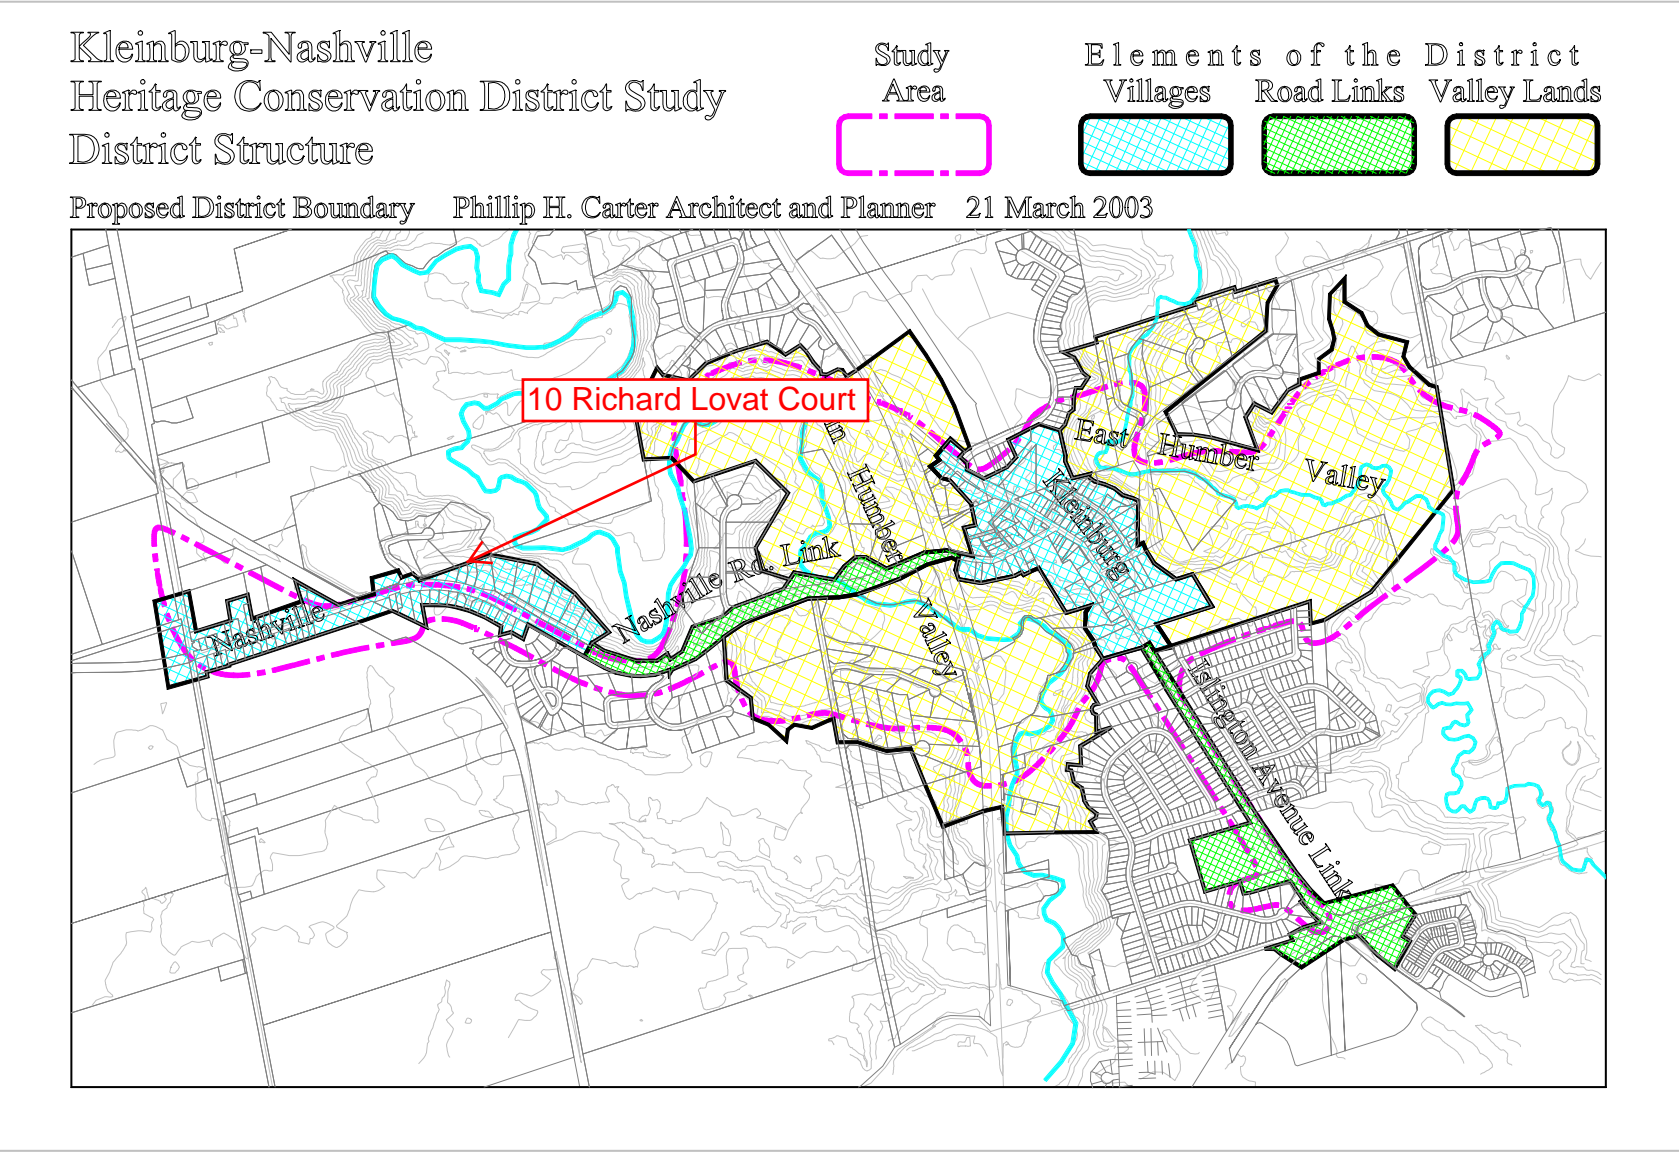 Kleinburg-Nashville
Heritage Conservation District Study
District Structure
Study
Area
Elements of the District
Villages
Road Links
Valley Lands
Proposed District Boundary
Phillip H. Carter Architect and Planner
21 March 2003
10 Richard Lovat Court
Humber
Valley
East Humber Valley
Kleinburg
Nashville Rd. Link
Nashville
Islington Avenue Link